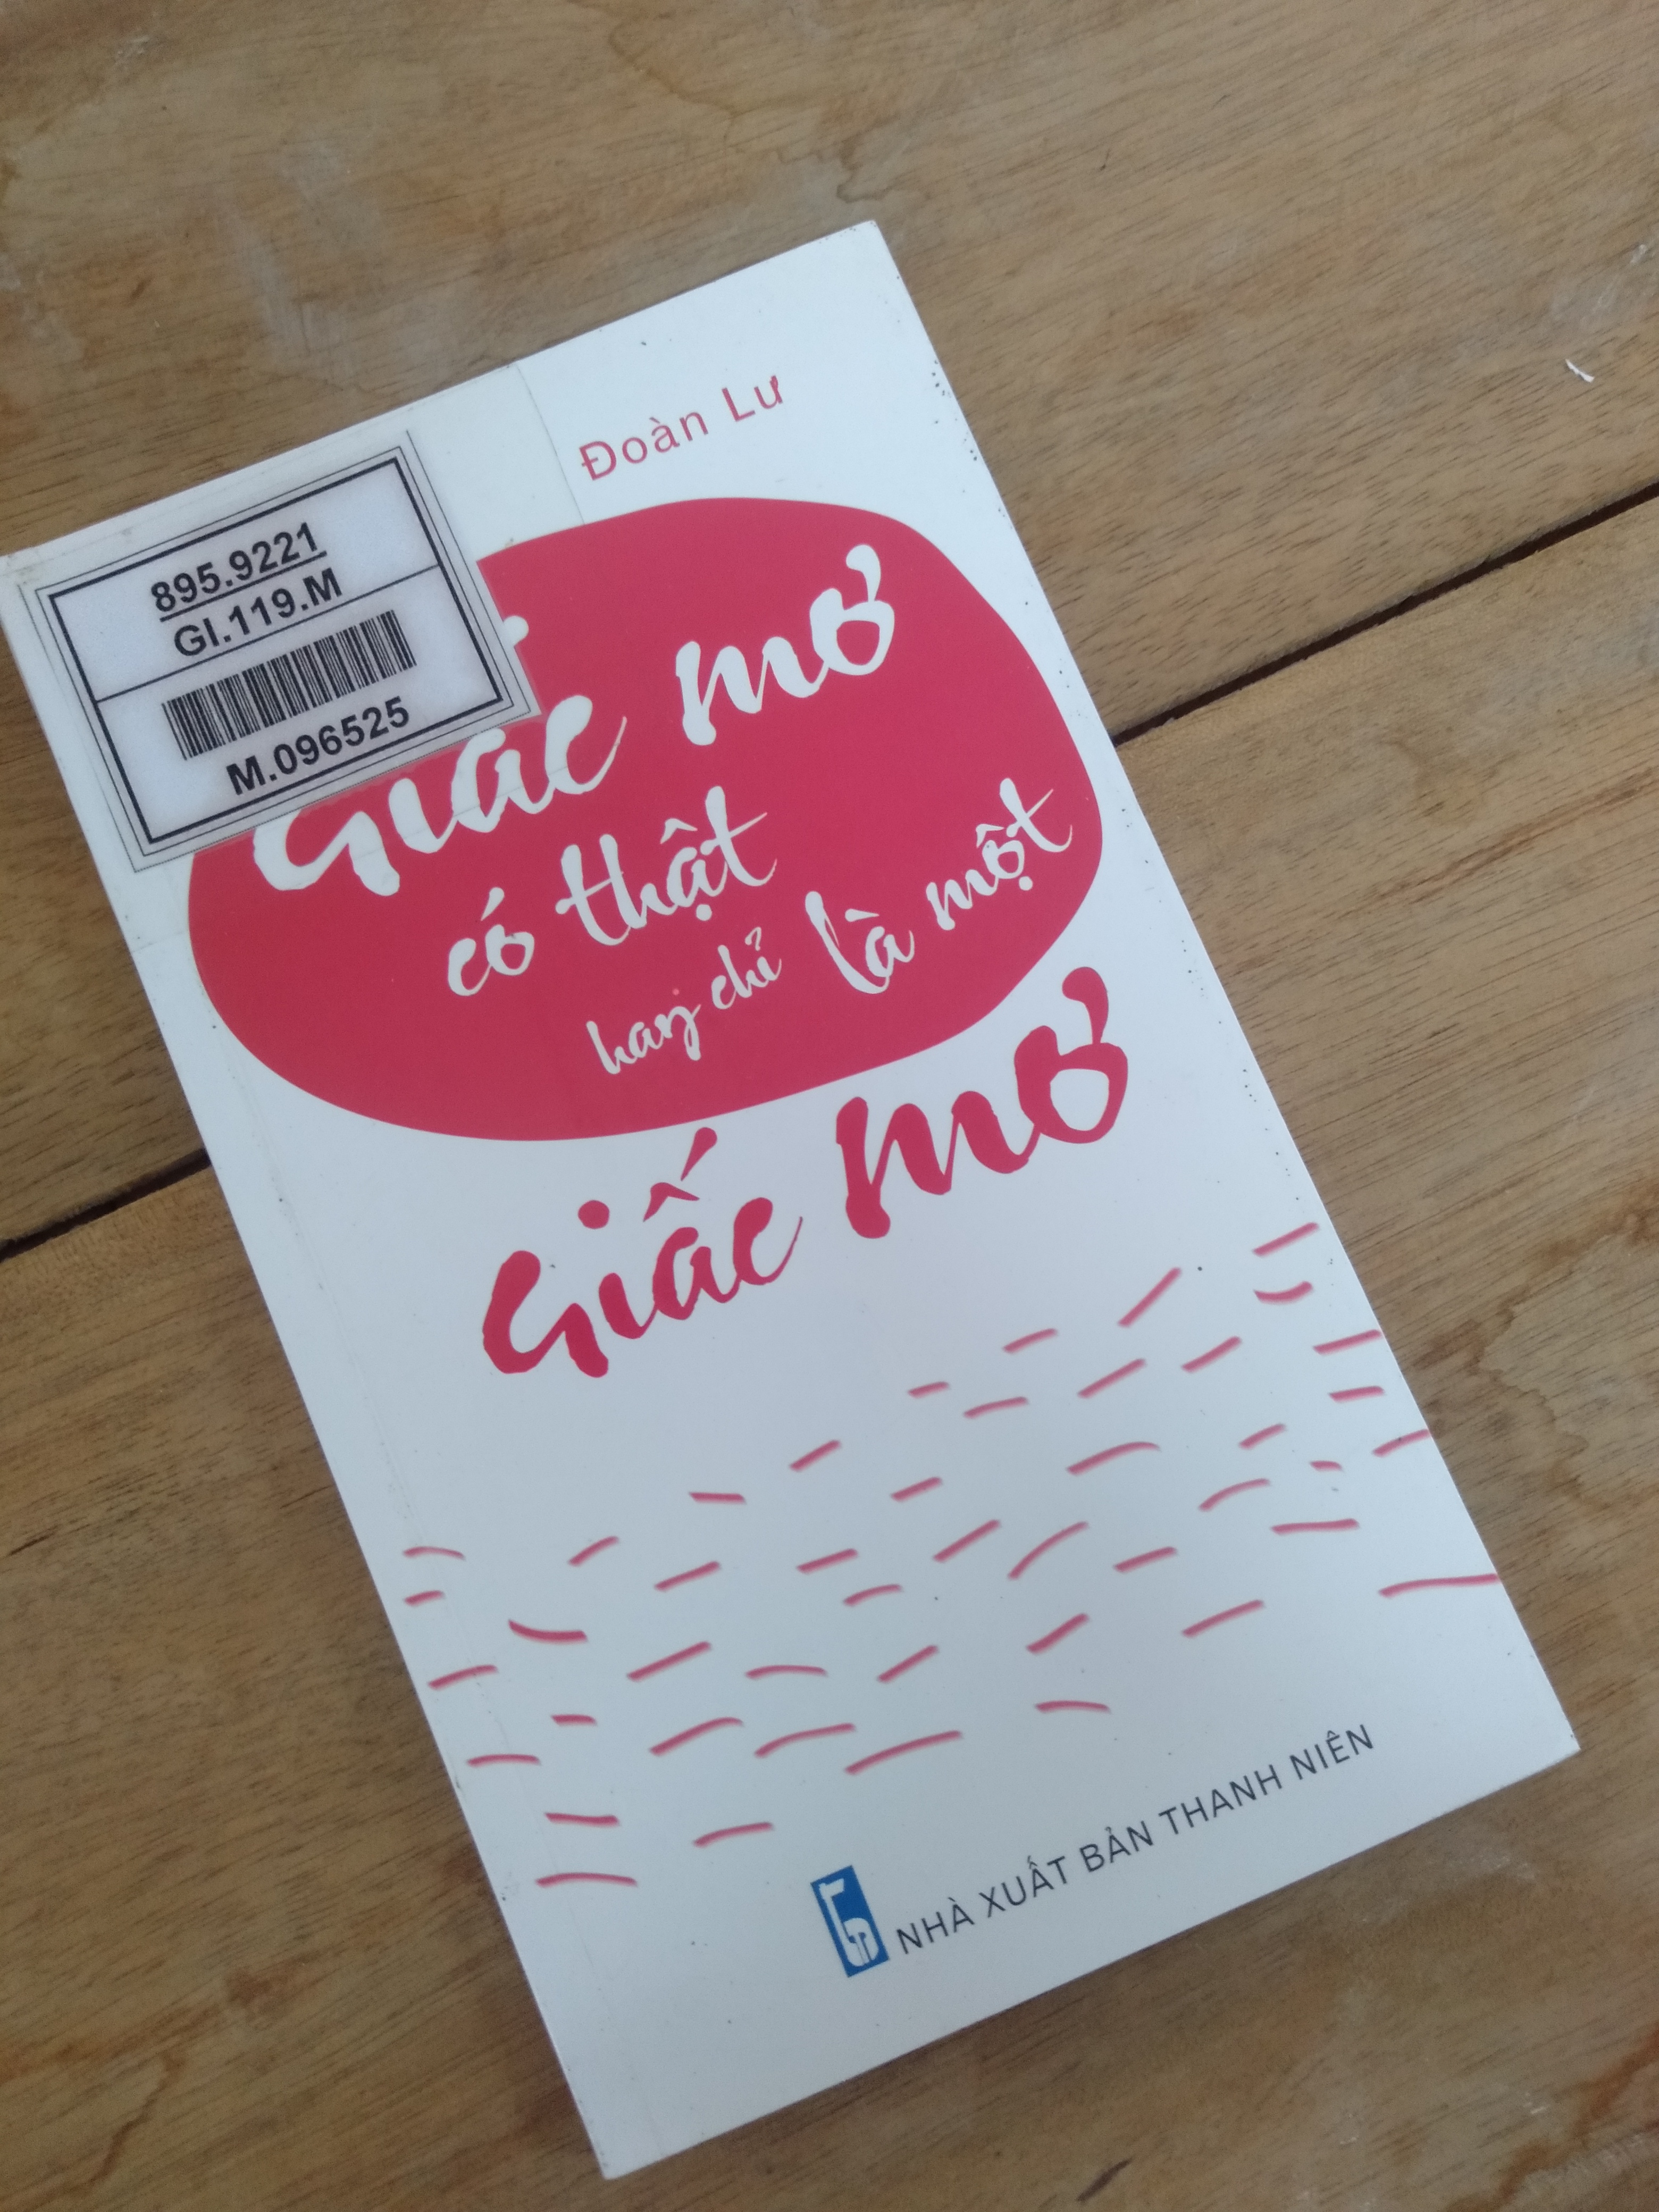 Đoàn Lư
895.9221
GI.119.M
M.096525
Giấc mơ
có thật
hay chỉ là một
Giấc mơ
NHÀ XUẤT BẢN THANH NIÊN